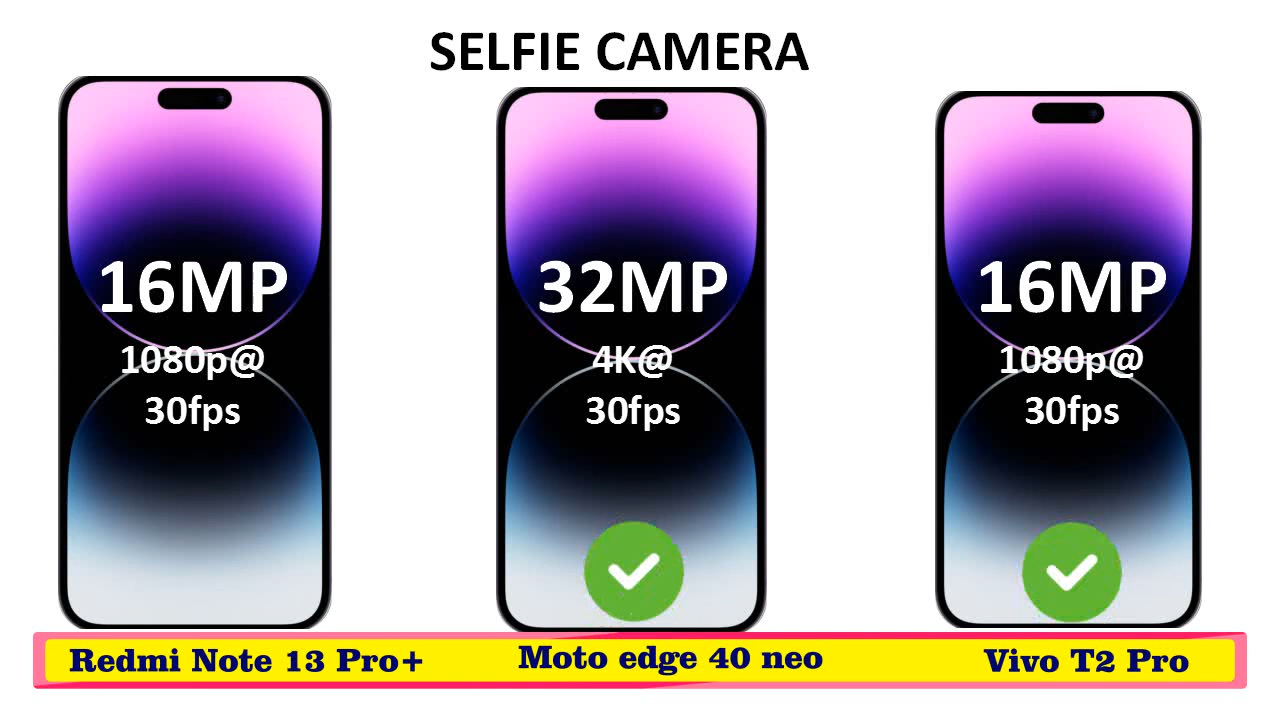 SELFIE CAMERA
16MP
1080p@
30fps
32MP
4K@
30fps
16MP
1080p@
30fps
Redmi Note 13 Pro+
Moto edge 40 neo
Vivo T2 Pro